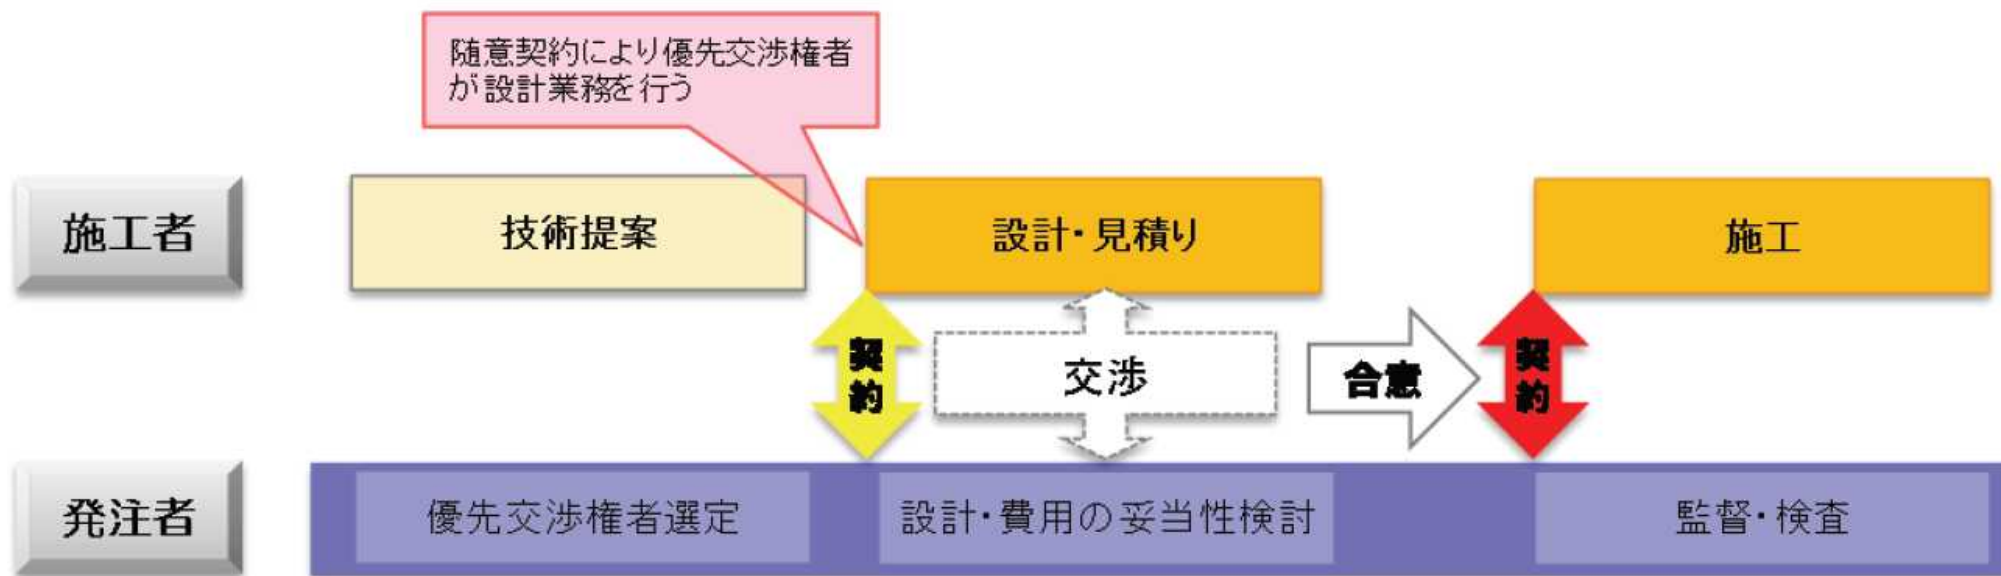 随意契約により優先交渉権者
が設計業務を行う
施工者
技術提案
設計・見積り
施工
契約
交渉
合意
契約
発注者
優先交渉権者選定
設計・費用の妥当性検討
監督・検査